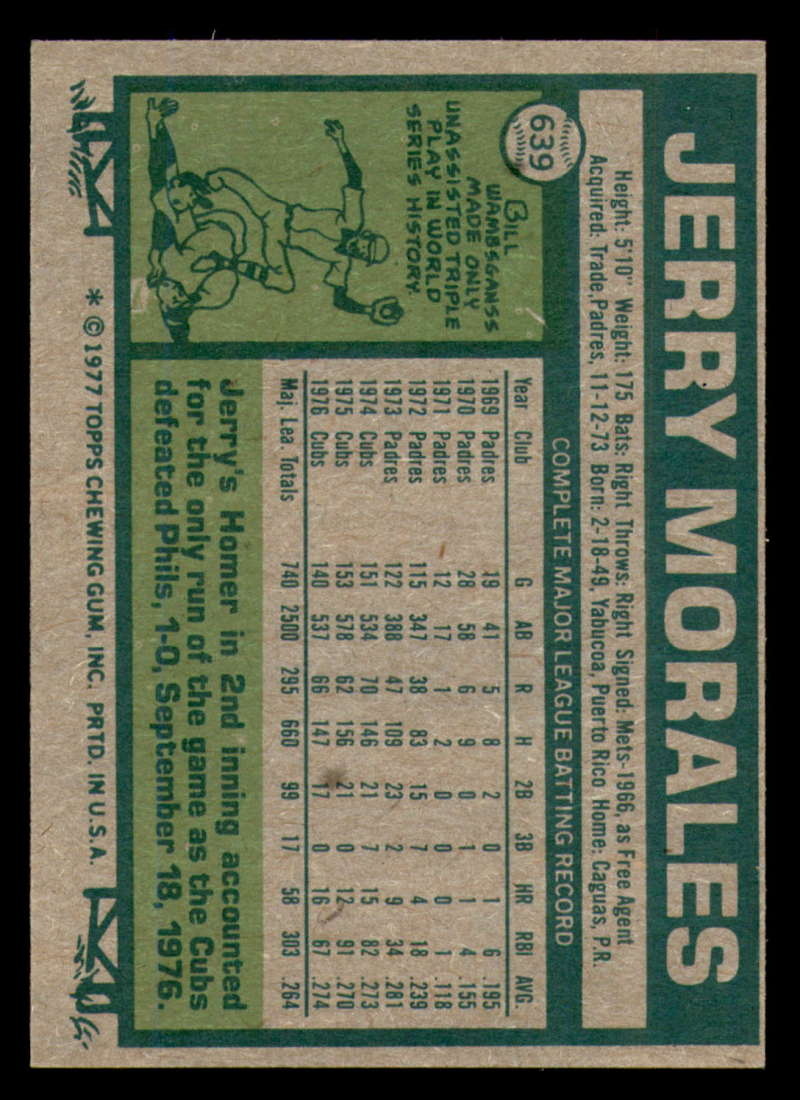 639
JERRY MORALES
Height: 5'10" Weight: 175 Bats: Right Throws: Right Signed: Mets-1966, as Free Agent
Acquired: Trade, Padres, 11-12-73 Born: 2-18-49, Yabucoa, Puerto Rico Home: Caguas, P.R.
BILL
WAMBSGANSS
MADE ONLY
UNASSISTED TRIPLE
PLAY IN WORLD
SERIES HISTORY.
COMPLETE MAJOR LEAGUE BATTING RECORD
Year Club G AB R H 2B 3B HR RBI AVG.
1969 Padres 19 41 5 8 2 0 1 6 .195
1970 Padres 28 58 6 9 0 1 1 4 .155
1971 Padres 12 17 1 2 0 0 0 1 .118
1972 Padres 115 347 38 83 15 7 4 18 .239
1973 Padres 122 388 47 109 23 2 9 34 .281
1974 Cubs 151 534 70 146 21 7 15 82 .273
1975 Cubs 153 578 62 156 21 0 12 91 .270
1976 Cubs 140 537 66 147 17 0 16 67 .274
Maj. Lea. Totals 740 2500 295 660 99 17 58 303 .264
Jerry's Homer in 2nd inning accounted
for the only run of the game as the Cubs
defeated Phils, 1-0, September 18, 1976.
* © 1977 TOPPS CHEWING GUM, INC. PRTD. IN U.S.A.